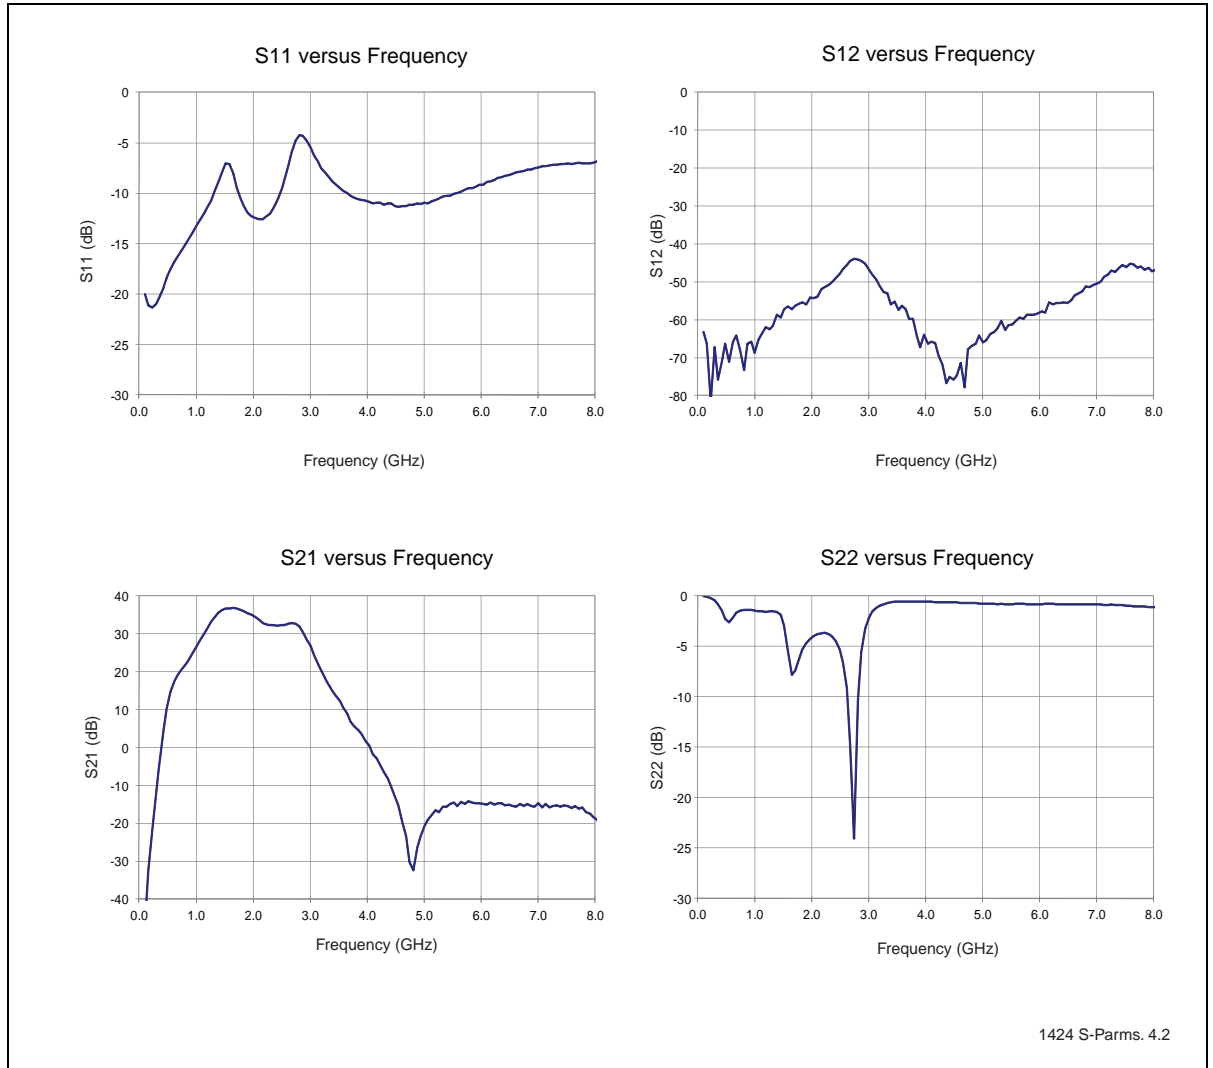 S11 versus Frequency
0
-5
-10
-15
-20
-25
-30
S11 (dB)
0.0 1.0 2.0 3.0 4.0 5.0 6.0 7.0 8.0
Frequency (GHz)
S12 versus Frequency
0
-10
-20
-30
-40
-50
-60
-70
-80
S12 (dB)
0.0 1.0 2.0 3.0 4.0 5.0 6.0 7.0 8.0
Frequency (GHz)
S21 versus Frequency
40
30
20
10
0
-10
-20
-30
-40
S21 (dB)
0.0 1.0 2.0 3.0 4.0 5.0 6.0 7.0 8.0
Frequency (GHz)
S22 versus Frequency
0
-5
-10
-15
-20
-25
-30
S22 (dB)
0.0 1.0 2.0 3.0 4.0 5.0 6.0 7.0 8.0
Frequency (GHz)
1424 S-Parms. 4.2